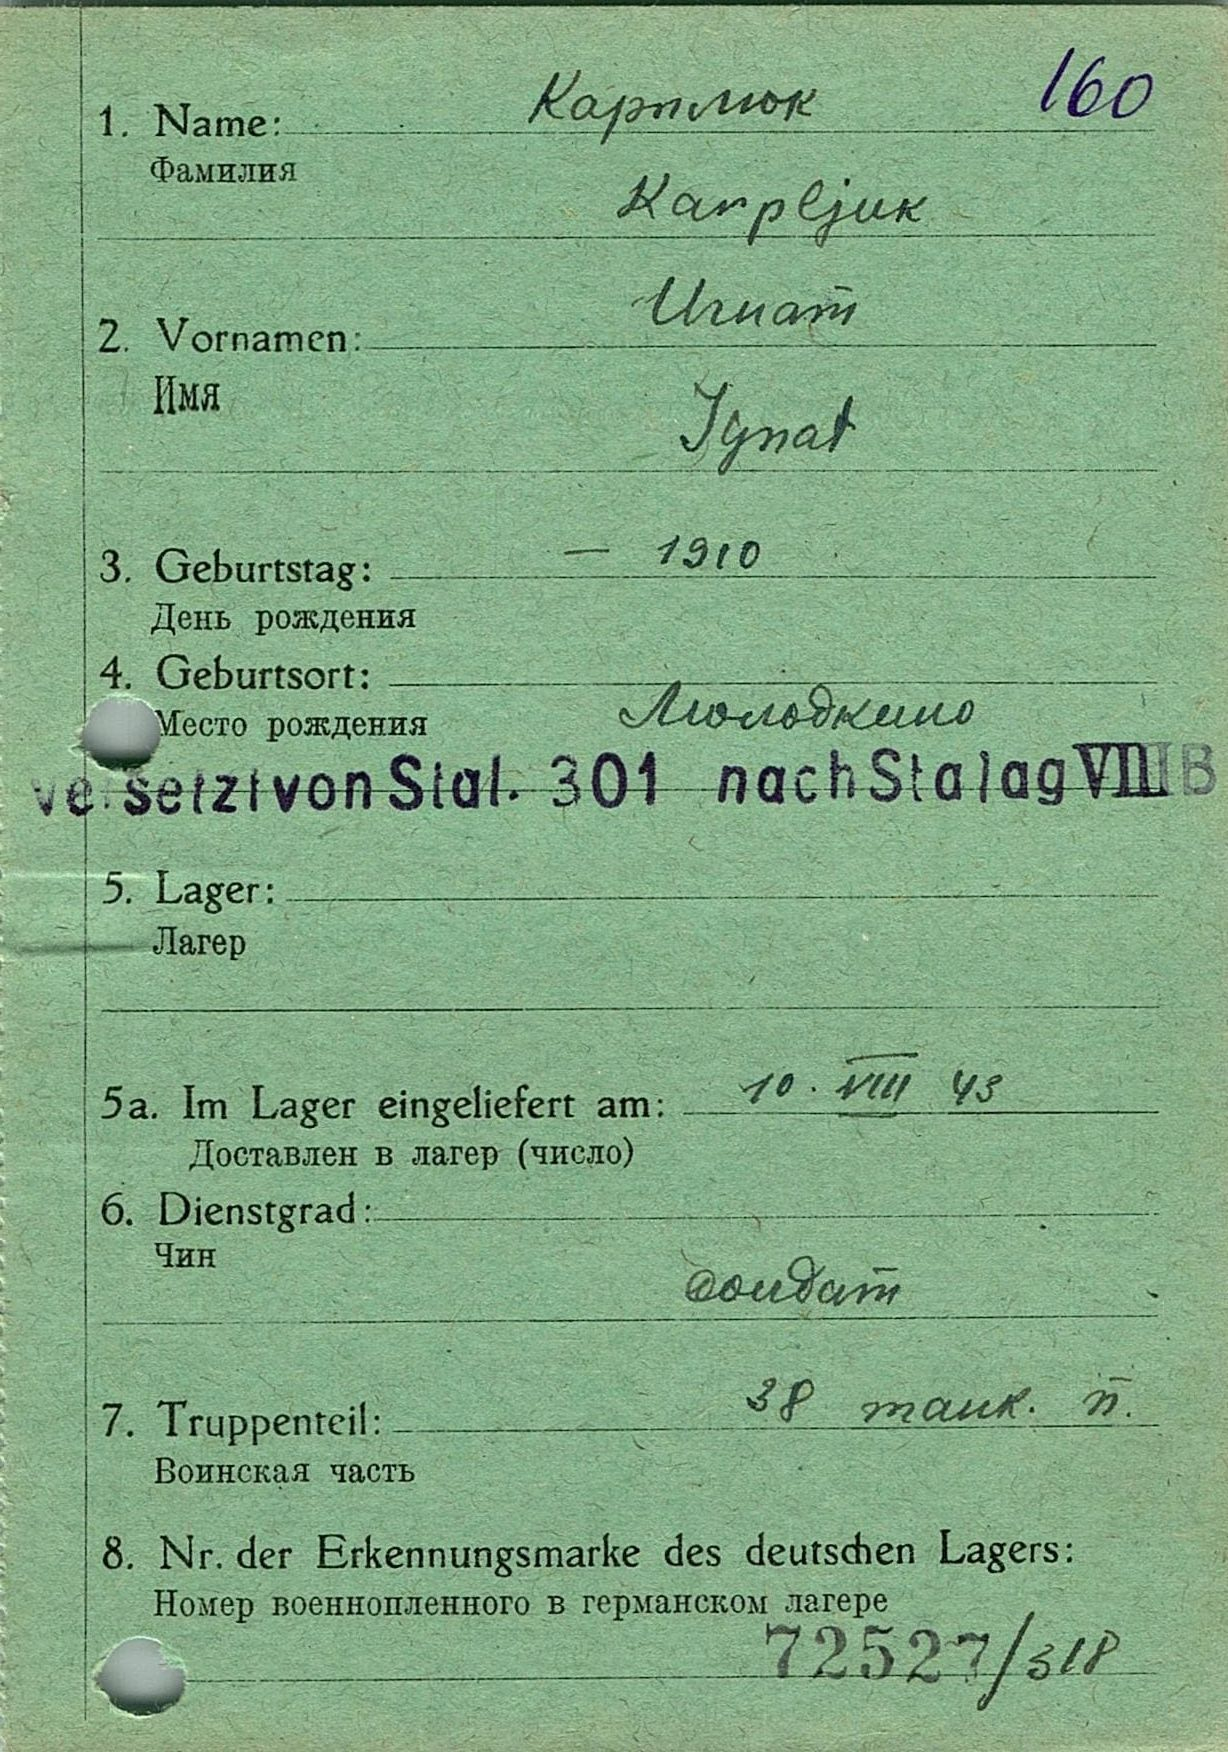 160
1. Name: Карплюк
Фамилия
Karpljuk
2. Vornamen: Игнат
Имя
Ignat
3. Geburtstag: — 1910
День рождения
4. Geburtsort:
Место рождения Молодкино
versetzt von Stal. 301 nach Stalag VIII B
5. Lager:
Лагер
5a. Im Lager eingeliefert am: 10. VIII 43
Доставлен в лагер (число)
6. Dienstgrad:
Чин
солдат
7. Truppenteil: 38 танк. п.
Воинская часть
8. Nr. der Erkennungsmarke des deutschen Lagers:
Номер военнопленного в германском лагере
72527/318